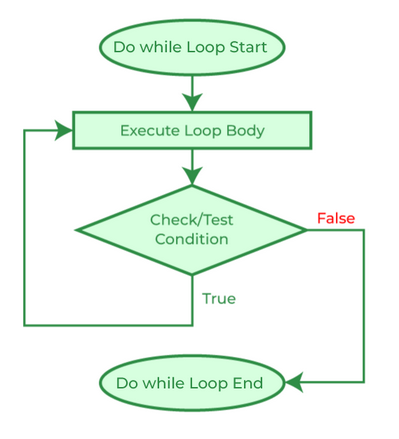 Do while Loop Start
Execute Loop Body
Check/Test
Condition
False
True
Do while Loop End